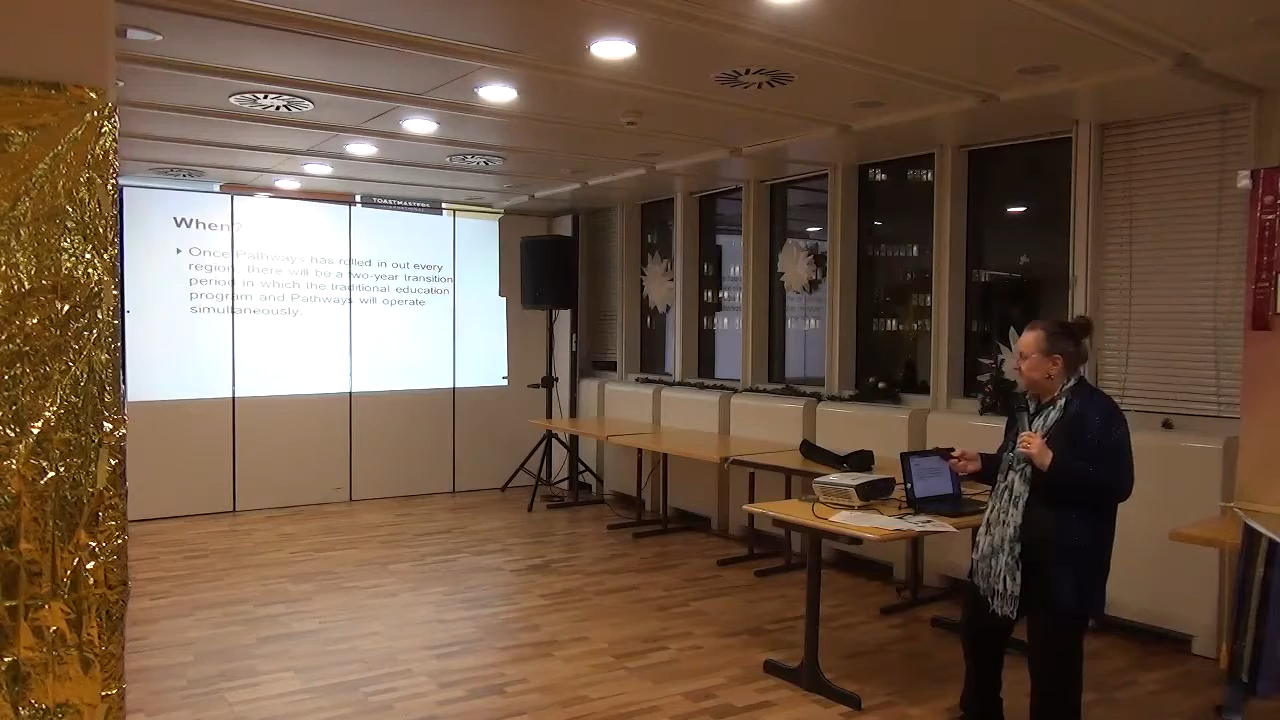 TOASTMASTERS
INTERNATIONAL
When?
Once Pathways has rolled in out every
region, there will be a two-year transition
period in which the traditional education
program and Pathways will operate
simultaneously.